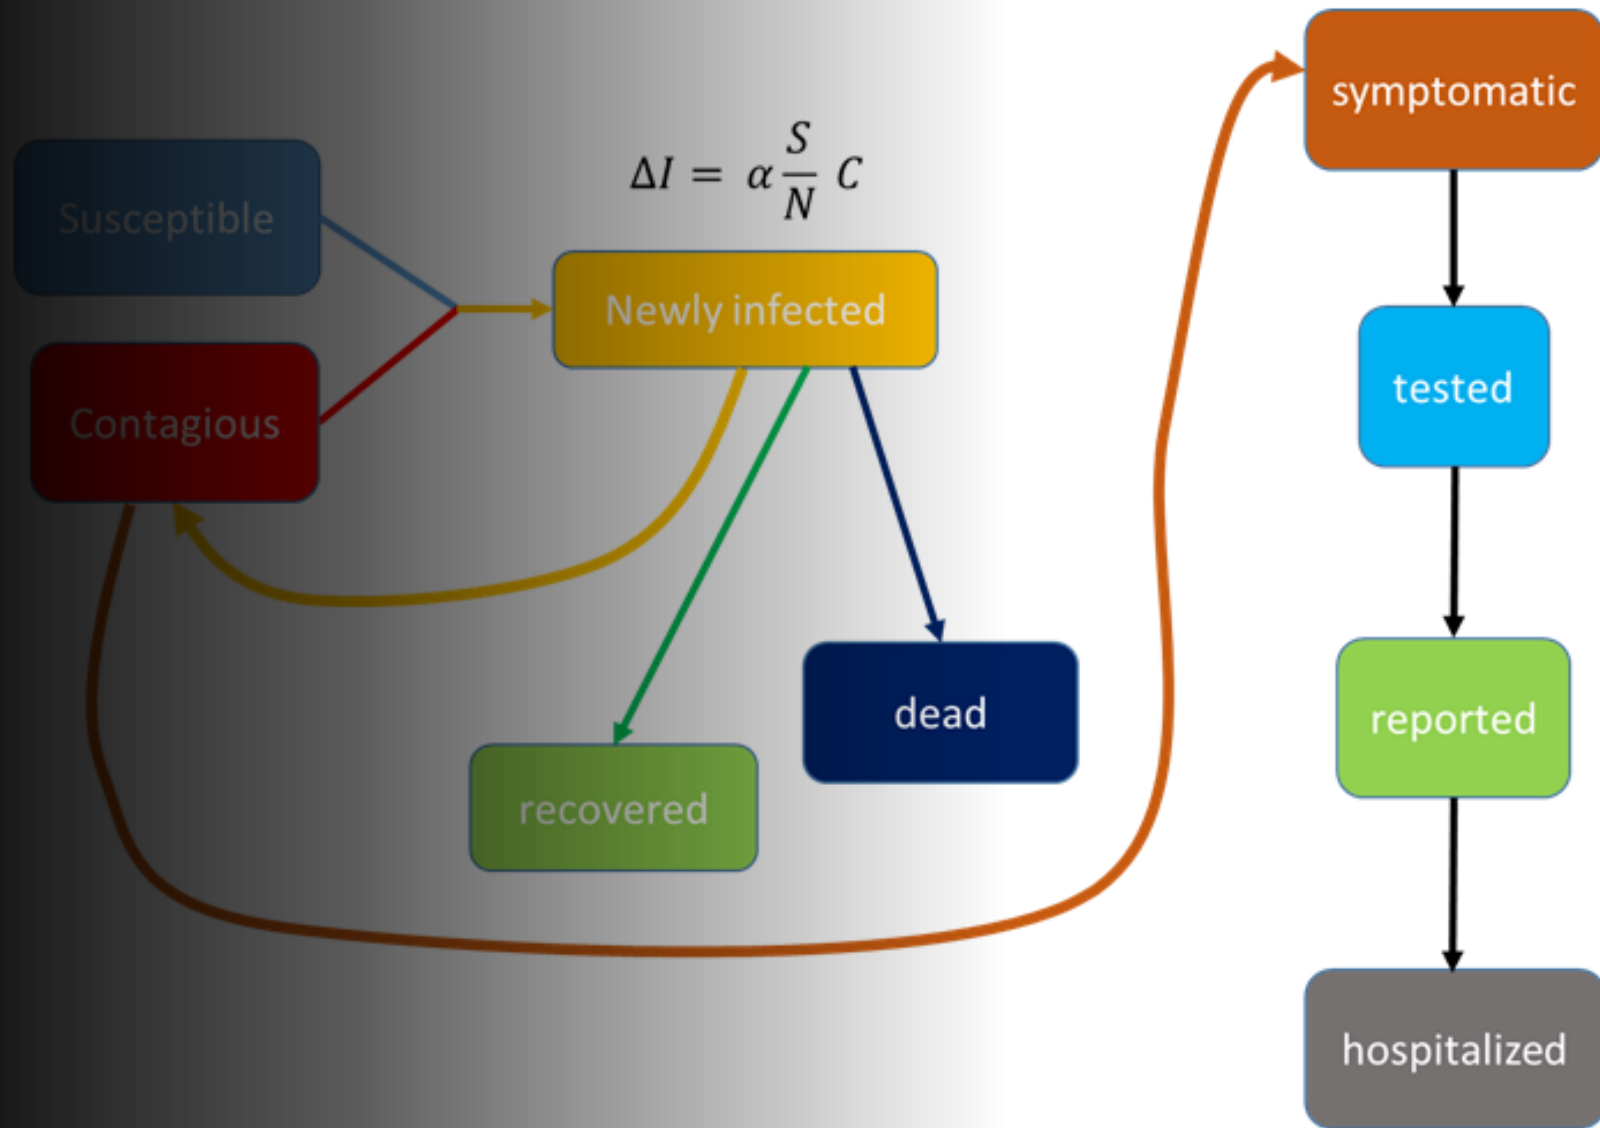 symptomatic
ΔI = α S/N C
Susceptible
Newly infected
tested
Contagious
dead
reported
recovered
hospitalized